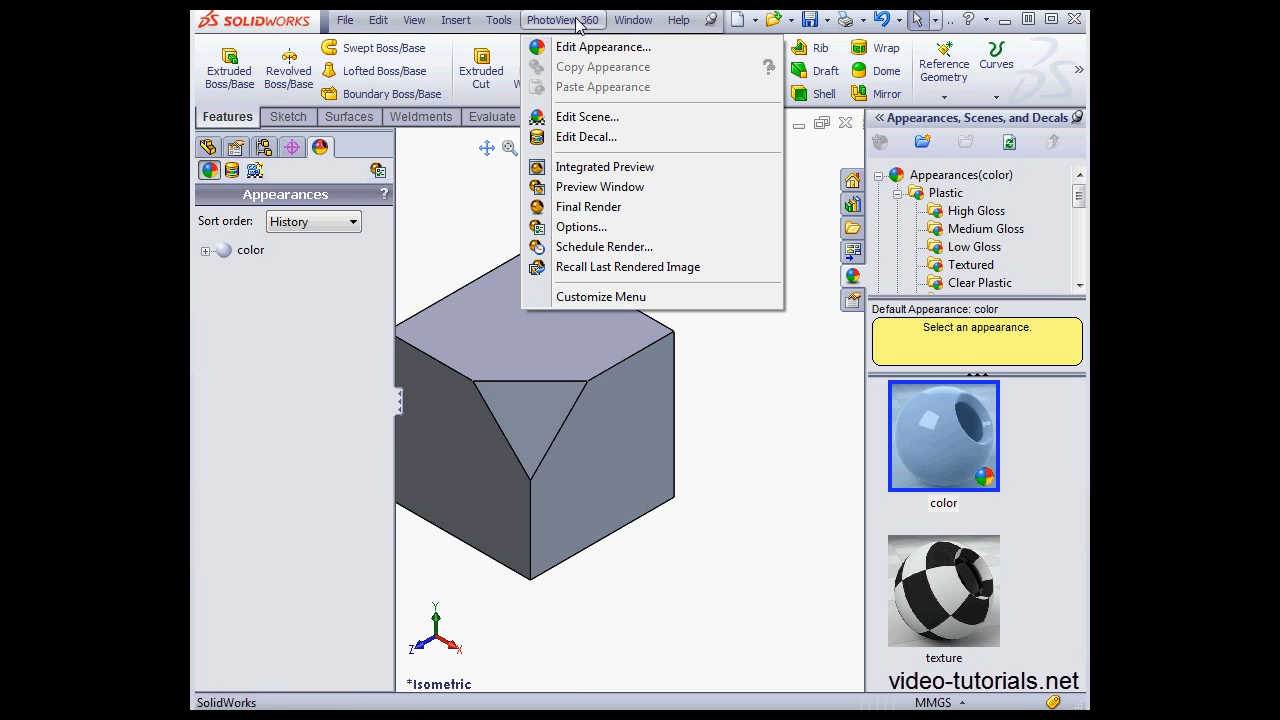 SOLIDWORKS File Edit View Insert Tools PhotoView 360 Window Help
Extruded Boss/Base
Revolved Boss/Base
Swept Boss/Base
Lofted Boss/Base
Boundary Boss/Base
Extruded Cut
Rib
Draft
Shell
Wrap
Dome
Mirror
Reference Geometry
Curves
Features Sketch Surfaces Weldments Evaluate
Edit Appearance...
Copy Appearance
Paste Appearance
Edit Scene...
Edit Decal...
Integrated Preview
Preview Window
Final Render
Options...
Schedule Render...
Recall Last Rendered Image
Customize Menu
Appearances ?
Sort order: History
color
Y
Z
X
*Isometric
Appearances, Scenes, and Decals
Appearances(color)
Plastic
High Gloss
Medium Gloss
Low Gloss
Textured
Clear Plastic
Default Appearance: color
Select an appearance.
color
texture
video-tutorials.net
SolidWorks
MMGS